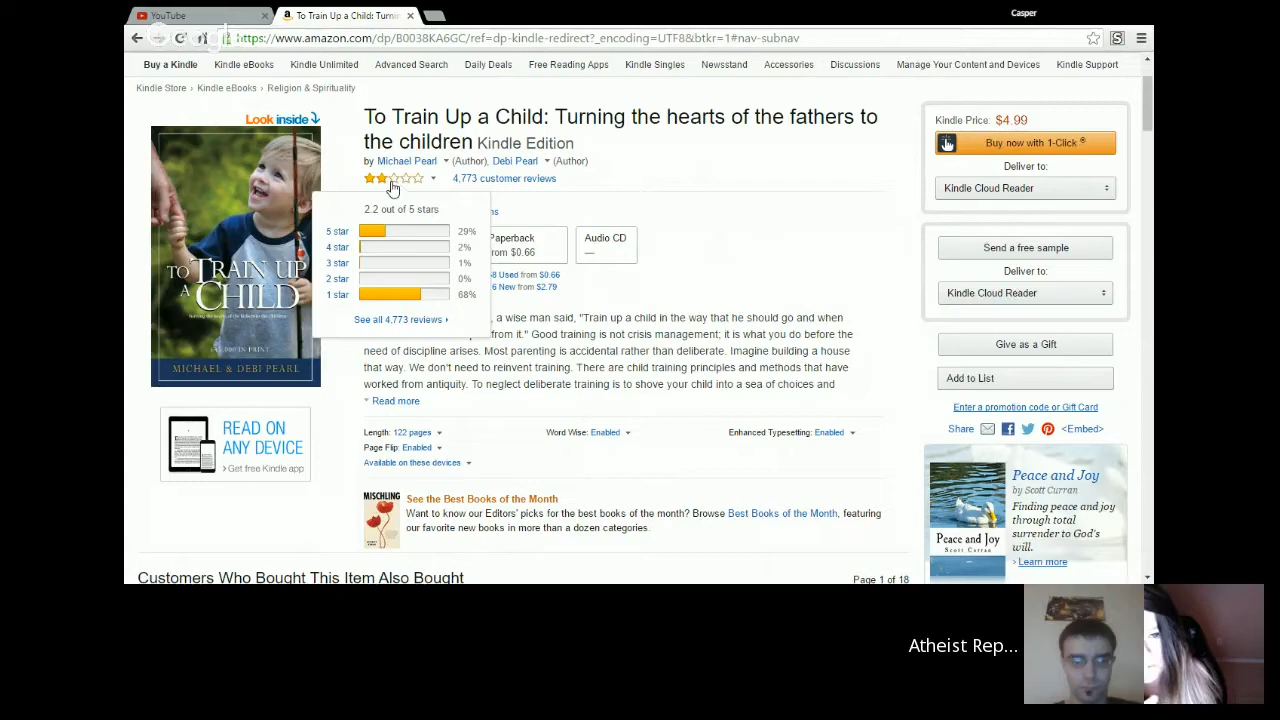 YouTube
To Train Up a Child: Turnin
Casper
https://www.amazon.com/dp/B0038KA6GC/ref=dp-kindle-redirect?_encoding=UTF8&btkr=1#nav-subnav
Buy a Kindle Kindle eBooks Kindle Unlimited Advanced Search Daily Deals Free Reading Apps Kindle Singles Newsstand Accessories Discussions Manage Your Content and Devices Kindle Support
Kindle Store › Kindle eBooks › Religion & Spirituality
Look inside
TO TRAIN UP
A CHILD
MICHAEL & DEBI PEARL
READ ON
ANY DEVICE
› Get free Kindle app
To Train Up a Child: Turning the hearts of the fathers to
the children Kindle Edition
by Michael Pearl (Author), Debi Pearl (Author)
4,773 customer reviews
2.2 out of 5 stars
5 star 29%
4 star 2%
3 star 1%
2 star 0%
1 star 68%
See all 4,773 reviews ›
ns
Paperback
from $0.66
Audio CD
—
8 Used from $0.66
6 New from $2.79
, a wise man said, "Train up a child in the way that he should go and when
from it." Good training is not crisis management; it is what you do before the
need of discipline arises. Most parenting is accidental rather than deliberate. Imagine building a house
that way. We don't need to reinvent training. There are child training principles and methods that have
worked from antiquity. To neglect deliberate training is to shove your child into a sea of choices and
Read more
Length: 122 pages Word Wise: Enabled Enhanced Typesetting: Enabled
Page Flip: Enabled
Available on these devices
MISCHLING
See the Best Books of the Month
Want to know our Editors' picks for the best books of the month? Browse Best Books of the Month, featuring
our favorite new books in more than a dozen categories.
Customers Who Bought This Item Also Bought
Page 1 of 18
Kindle Price: $4.99
Buy now with 1-Click ®
Deliver to:
Kindle Cloud Reader
Send a free sample
Deliver to:
Kindle Cloud Reader
Give as a Gift
Add to List
Enter a promotion code or Gift Card
Share <Embed>
Peace and Joy
by Scott Curran
Finding peace and joy
through total
surrender to God's
will.
› Learn more
Peace and Joy
Scott Curran
Atheist Rep...